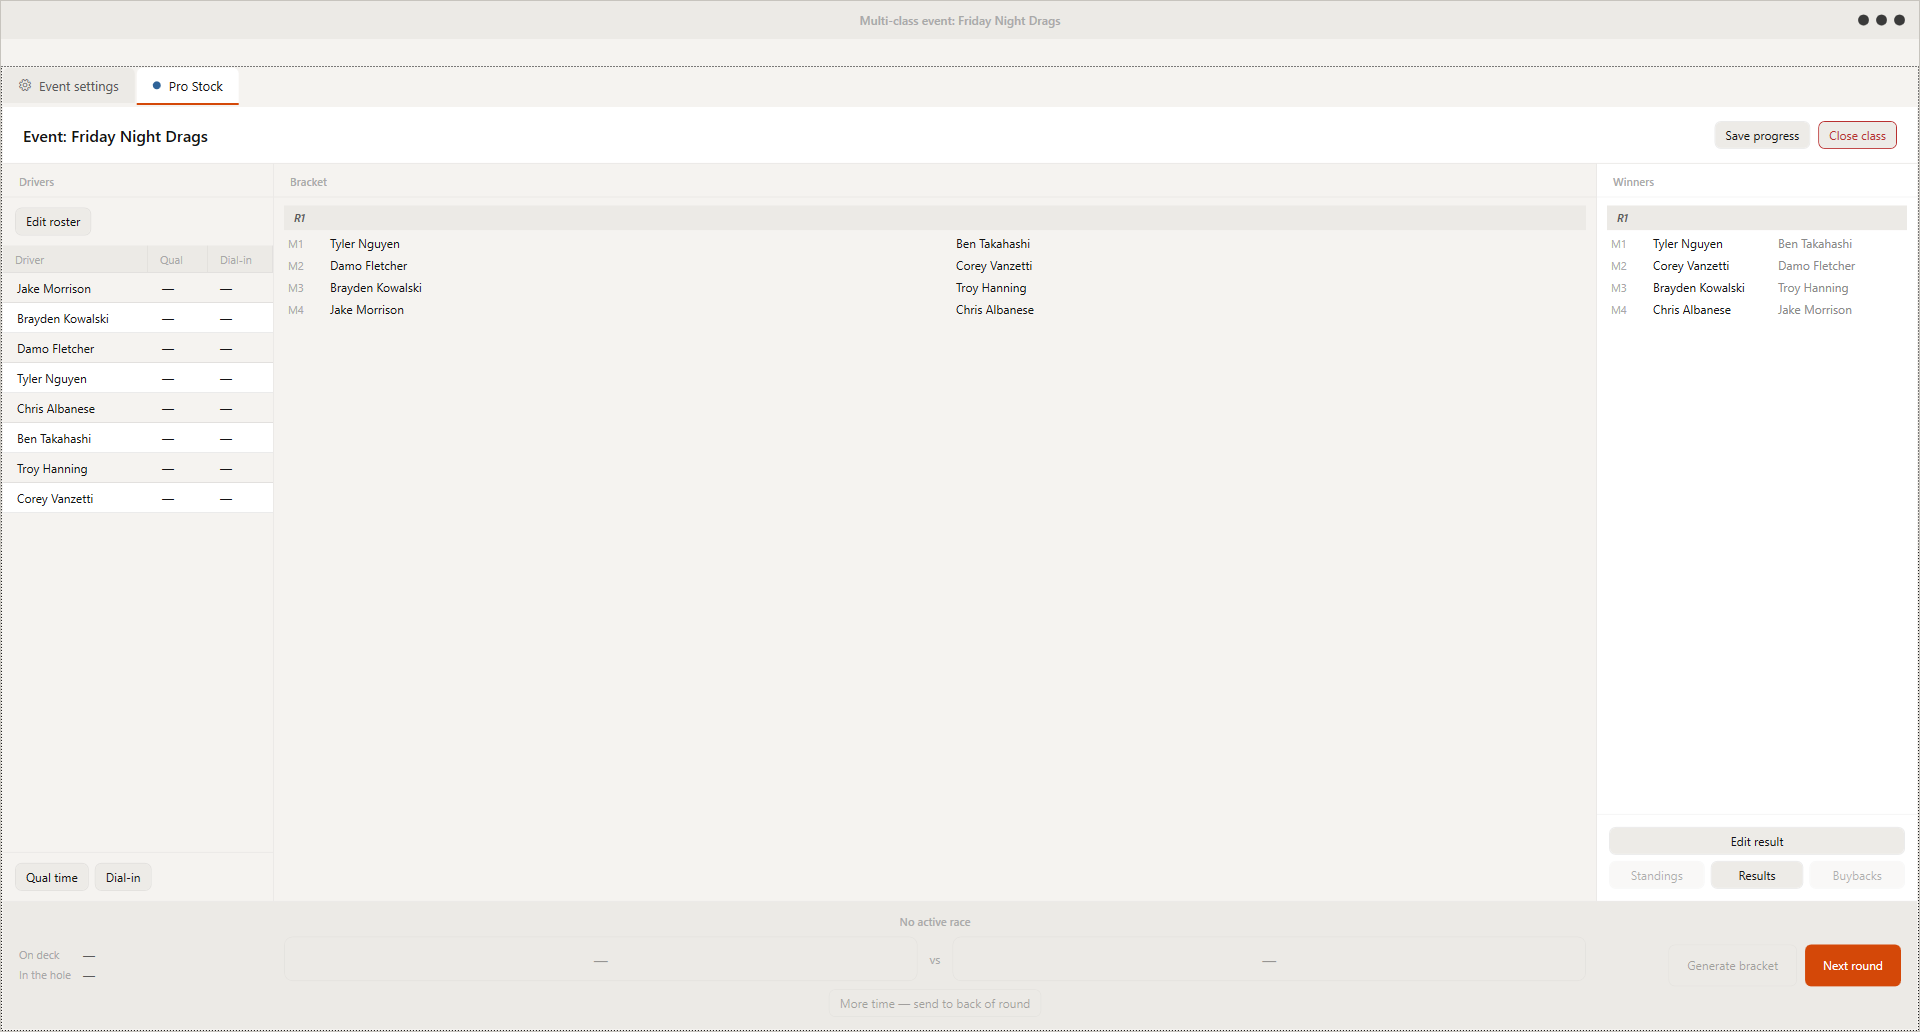 Multi-class event: Friday Night Drags
Event settings
Pro Stock
Event: Friday Night Drags
Save progress
Close class
Drivers
Edit roster
Driver Qual Dial-in
Jake Morrison — —
Brayden Kowalski — —
Damo Fletcher — —
Tyler Nguyen — —
Chris Albanese — —
Ben Takahashi — —
Troy Hanning — —
Corey Vanzetti — —
Qual time
Dial-in
Bracket
R1
M1 Tyler Nguyen Ben Takahashi
M2 Damo Fletcher Corey Vanzetti
M3 Brayden Kowalski Troy Hanning
M4 Jake Morrison Chris Albanese
Winners
R1
M1 Tyler Nguyen Ben Takahashi
M2 Corey Vanzetti Damo Fletcher
M3 Brayden Kowalski Troy Hanning
M4 Chris Albanese Jake Morrison
Edit result
Standings
Results
Buybacks
No active race
On deck —
In the hole —
— vs —
More time — send to back of round
Generate bracket
Next round